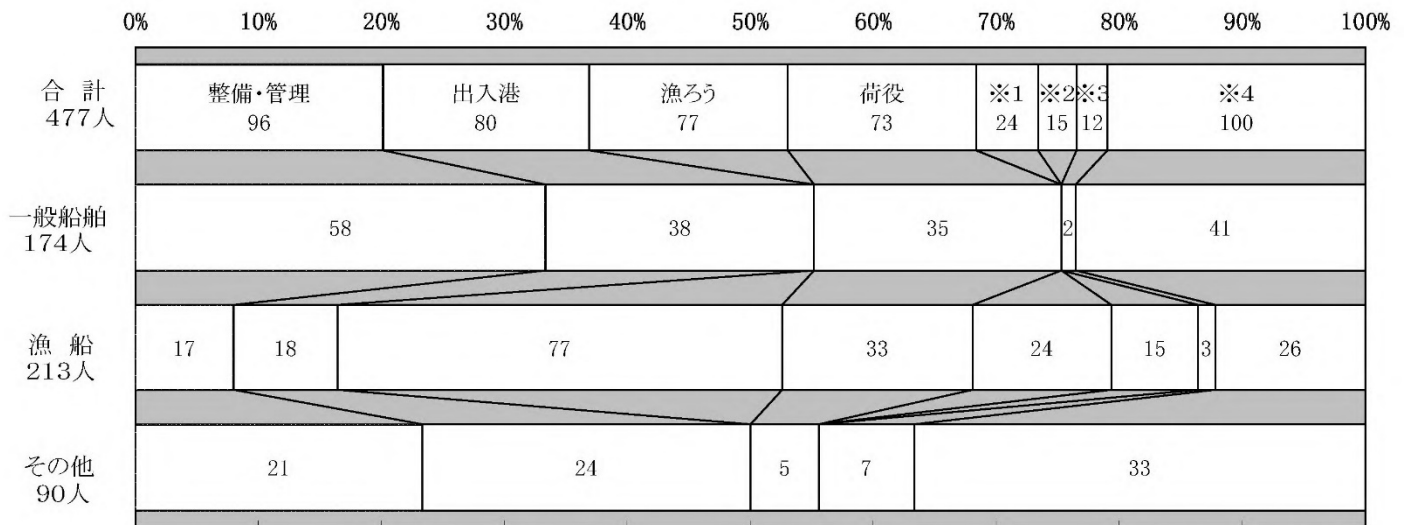 0% 10% 20% 30% 40% 50% 60% 70% 80% 90% 100%
合計 整備・管理 出入港 漁ろう 荷役 ※1 ※2 ※3 ※4
477人 96 80 77 73 24 15 12 100
一般船舶 58 38 35 2 41
174人
漁船 17 18 77 33 24 15 3 26
213人
その他 21 24 5 7 33
90人